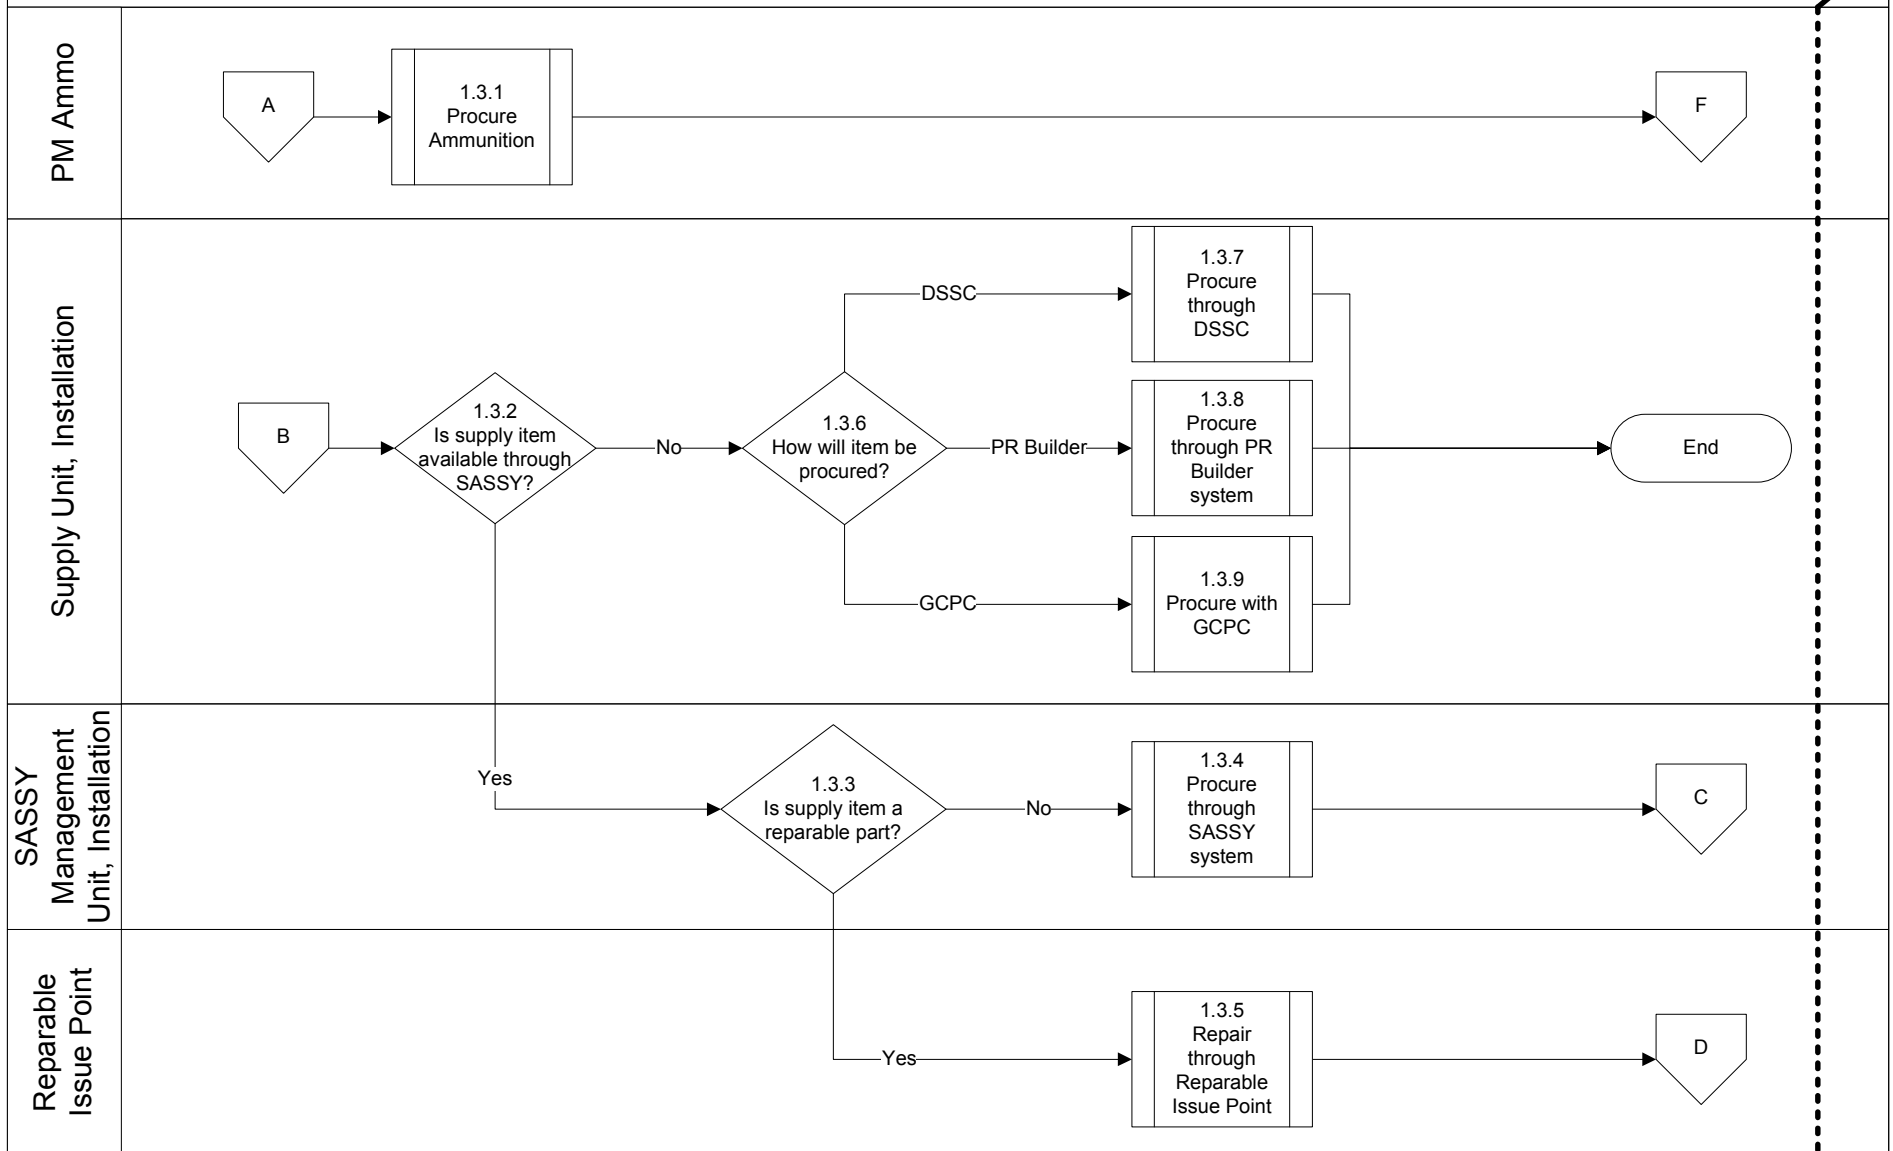 PM Ammo
A
1.3.1
Procure
Ammunition
F
Supply Unit, Installation
B
1.3.2
Is supply item
available through
SASSY?
No
1.3.6
How will item be
procured?
DSSC
PR Builder
GCPC
1.3.7
Procure
through
DSSC
1.3.8
Procure
through PR
Builder
system
1.3.9
Procure with
GCPC
End
SASSY
Management
Unit, Installation
Yes
1.3.3
Is supply item a
reparable part?
No
1.3.4
Procure
through
SASSY
system
C
Reparable
Issue Point
Yes
1.3.5
Repair
through
Reparable
Issue Point
D